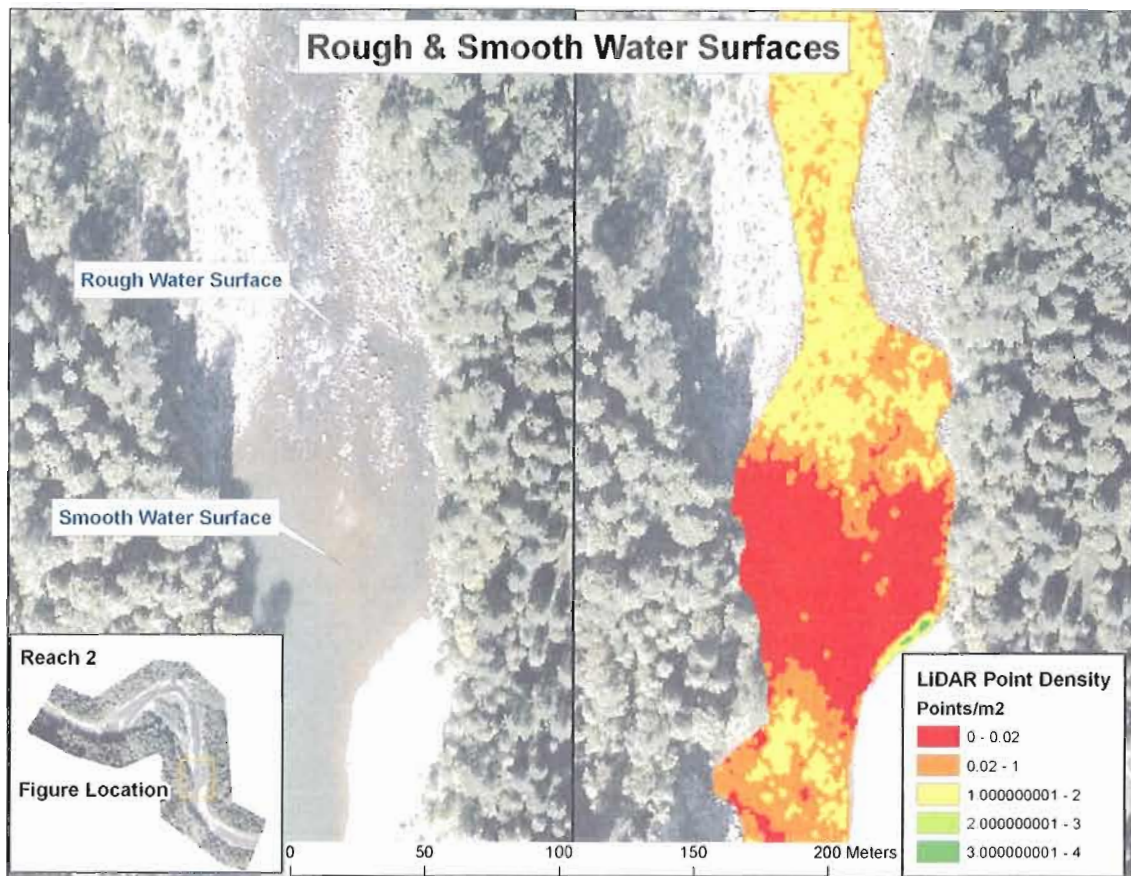 Rough & Smooth Water Surfaces
Rough Water Surface
Smooth Water Surface
Reach 2
Figure Location
0 50 100 150 200 Meters
LiDAR Point Density
Points/m2
0 - 0.02
0.02 - 1
1.000000001 - 2
2.000000001 - 3
3.000000001 - 4